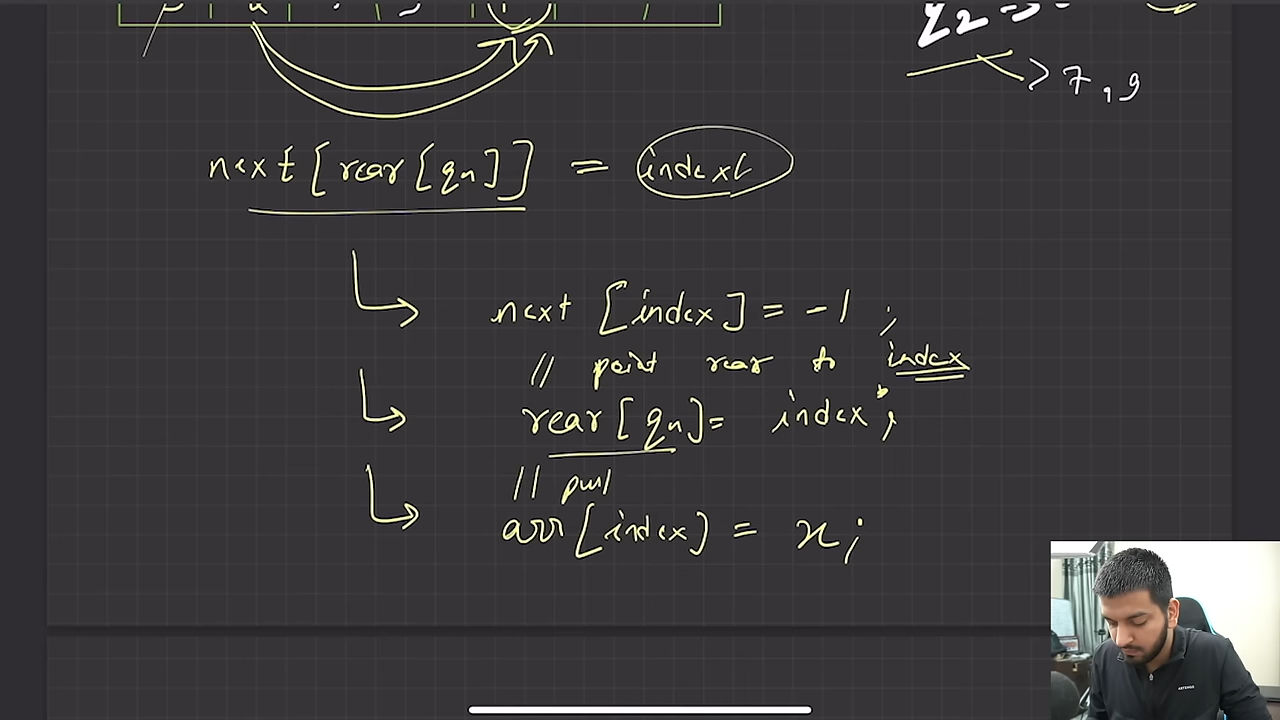 7, 9
next[rear[qn]] = index
next [index] = -1 ;
// point rear to index
rear[qn]= index;
// push
arr[index] = x;